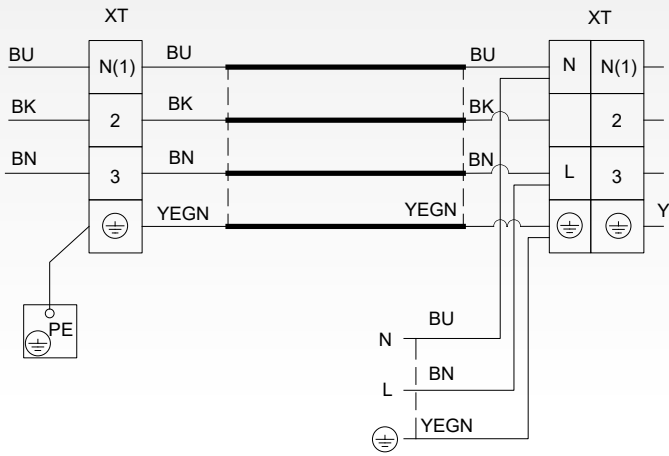 XT XT
BU BU BU N N(1)
BK 2 BK BK 2
BN 3 BN BN L 3
YEGN YEGN Y
N(1)
PE
N BU
L BN
YEGN